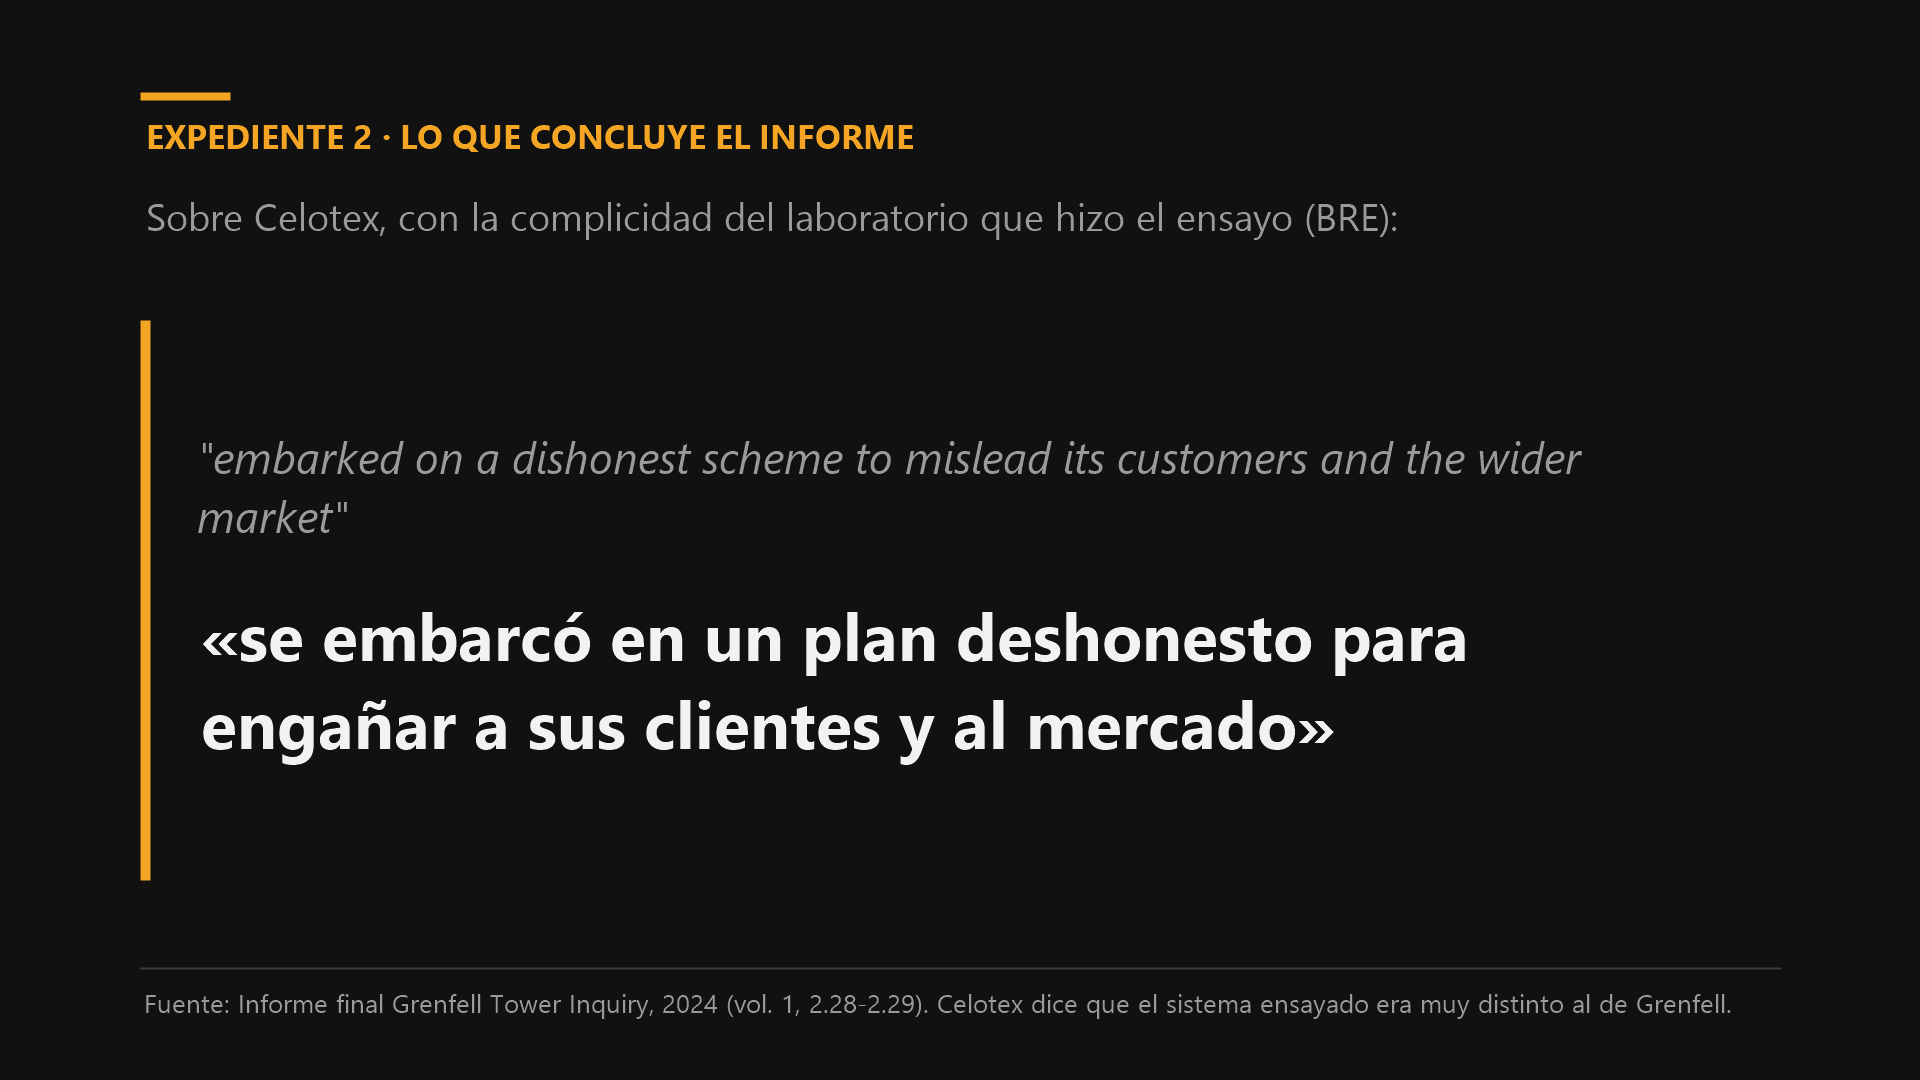 EXPEDIENTE 2 · LO QUE CONCLUYE EL INFORME
Sobre Celotex, con la complicidad del laboratorio que hizo el ensayo (BRE):
"embarked on a dishonest scheme to mislead its customers and the wider
market"
«se embarcó en un plan deshonesto para
engañar a sus clientes y al mercado»
Fuente: Informe final Grenfell Tower Inquiry, 2024 (vol. 1, 2.28-2.29). Celotex dice que el sistema ensayado era muy distinto al de Grenfell.